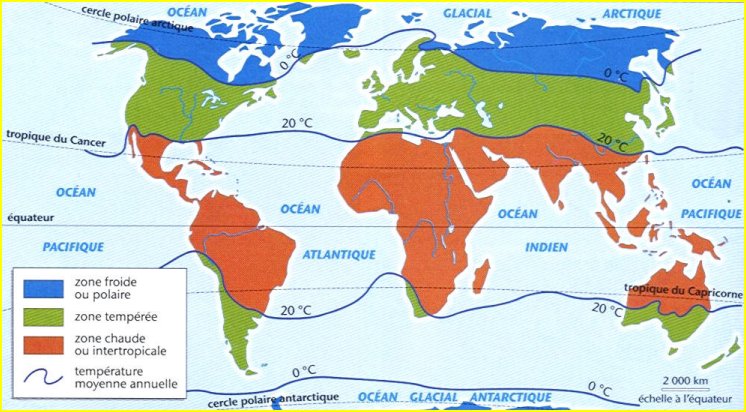 cercle polaire arctique
OCÉAN
GLACIAL
ARCTIQUE
0 °C
0 °C
20 °C
20 °C
tropique du Cancer
OCÉAN
OCÉAN
OCÉAN
OCÉAN
équateur
PACIFIQUE
ATLANTIQUE
INDIEN
PACIFIQUE
zone froide
ou polaire
zone tempérée
zone chaude
ou intertropicale
température
moyenne annuelle
tropique du Capricorne
20 °C
20 °C
0 °C
0 °C
cercle polaire antarctique
OCÉAN GLACIAL ANTARCTIQUE
2 000 km
échelle à l'équateur